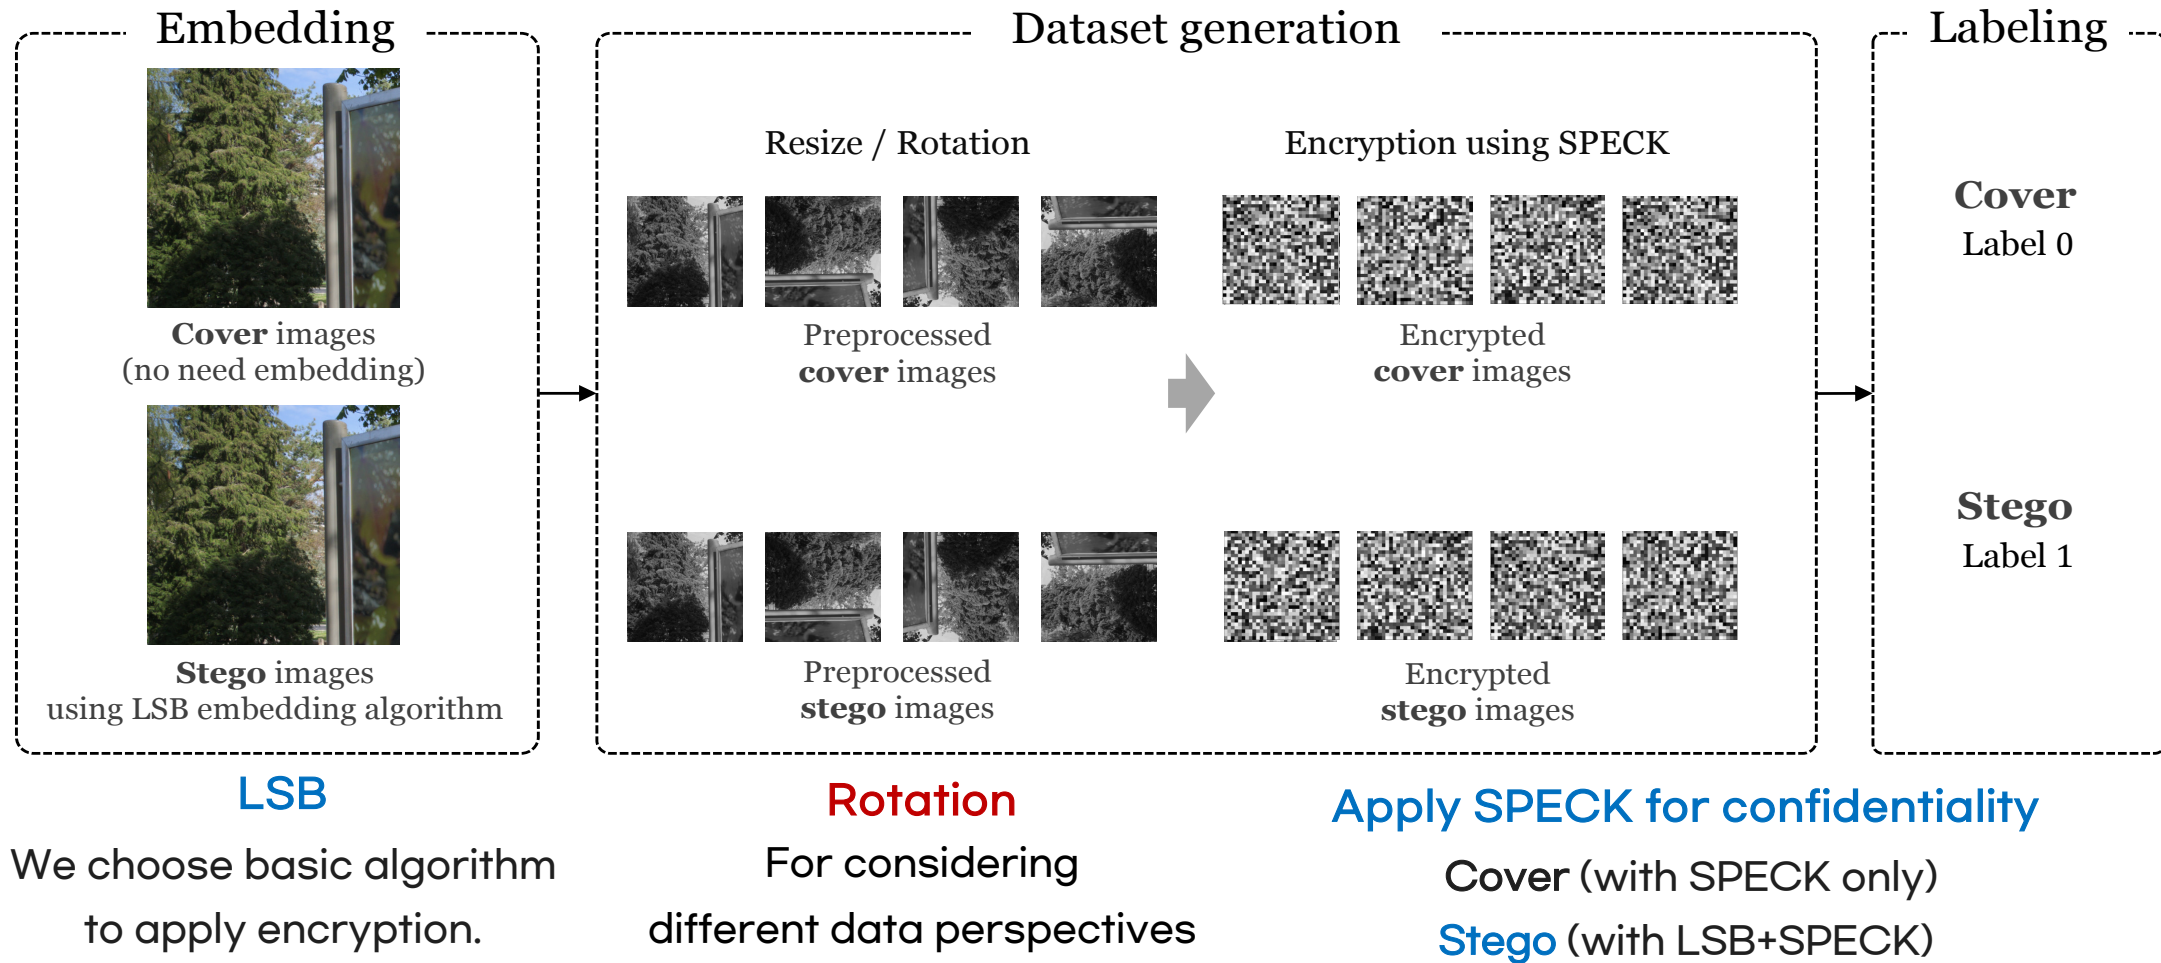 Embedding
Cover images
(no need embedding)
Stego images
using LSB embedding algorithm
Dataset generation
Resize / Rotation
Preprocessed
cover images
Preprocessed
stego images
Encryption using SPECK
Encrypted
cover images
Encrypted
stego images
Labeling
Cover
Label 0
Stego
Label 1
LSB
We choose basic algorithm
to apply encryption.
Rotation
For considering
different data perspectives
Apply SPECK for confidentiality
Cover (with SPECK only)
Stego (with LSB+SPECK)